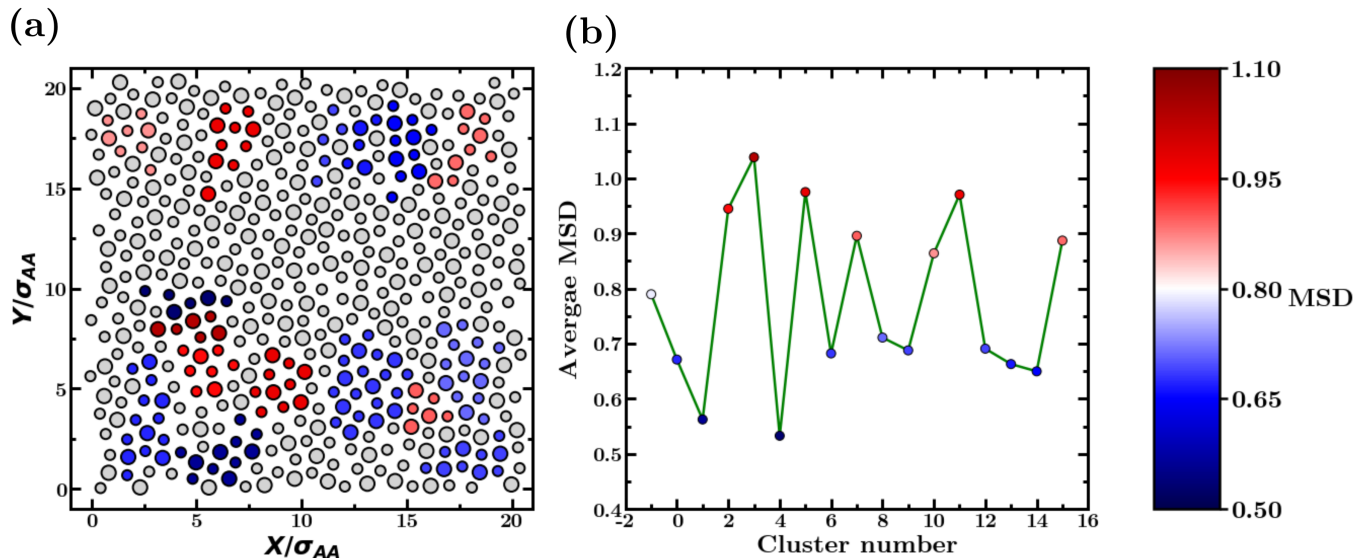 (a)
20
15
10
5
0
Y/σAA
0 5 10 15 20
X/σAA
(b)
1.2
1.1
1.0
0.9
0.8
0.7
0.6
0.5
0.4
Avergae MSD
-2 0 2 4 6 8 10 12 14 16
Cluster number
1.10
0.95
0.80
0.65
0.50
MSD